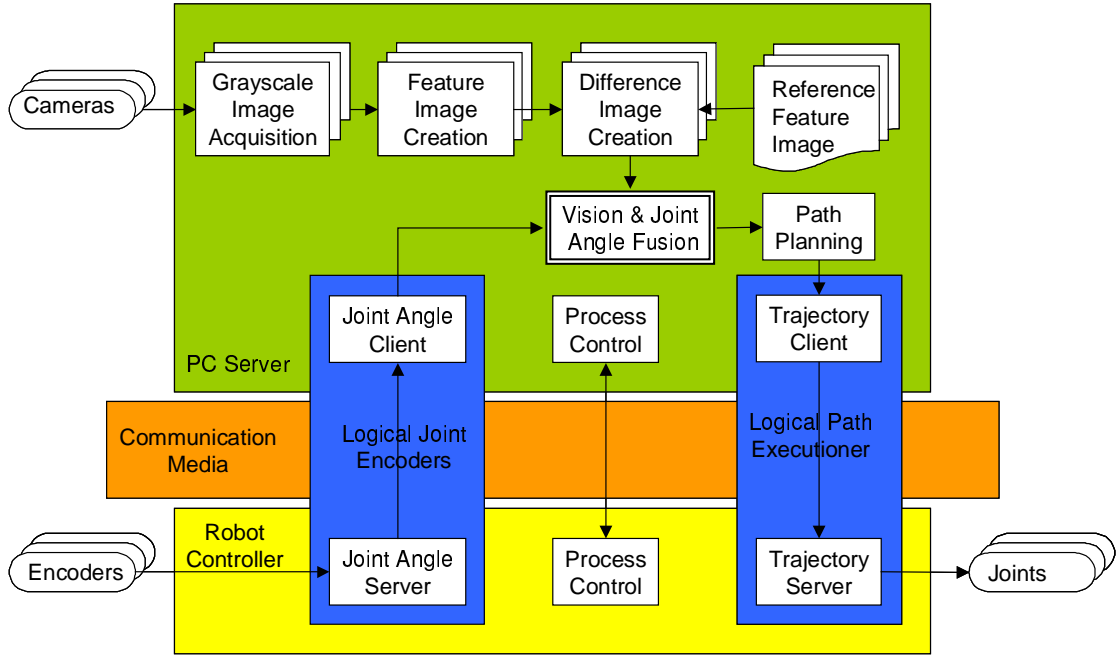 Cameras
Grayscale
Image
Acquisition
Feature
Image
Creation
Difference
Image
Creation
Reference
Feature
Image
Vision & Joint
Angle Fusion
Path
Planning
Joint Angle
Client
Process
Control
Trajectory
Client
PC Server
Communication
Media
Logical Joint
Encoders
Logical Path
Executioner
Robot
Controller
Encoders
Joint Angle
Server
Process
Control
Trajectory
Server
Joints